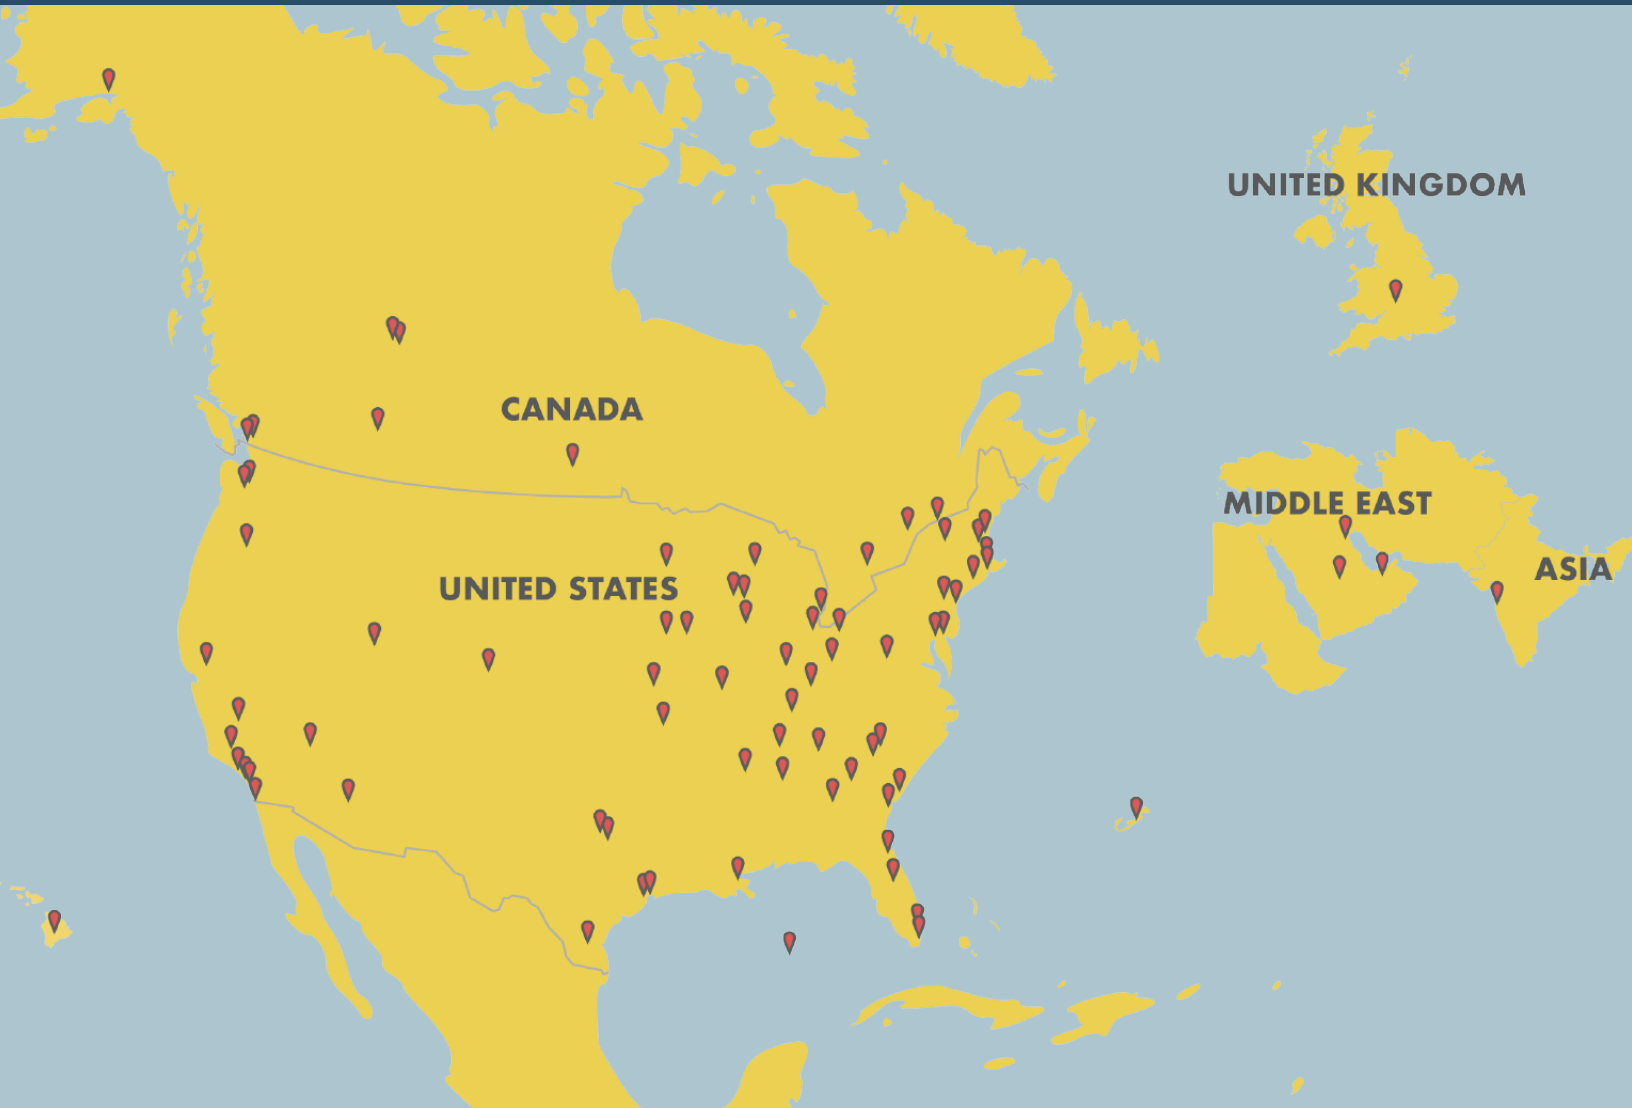 UNITED KINGDOM
CANADA
MIDDLE EAST
ASIA
UNITED STATES